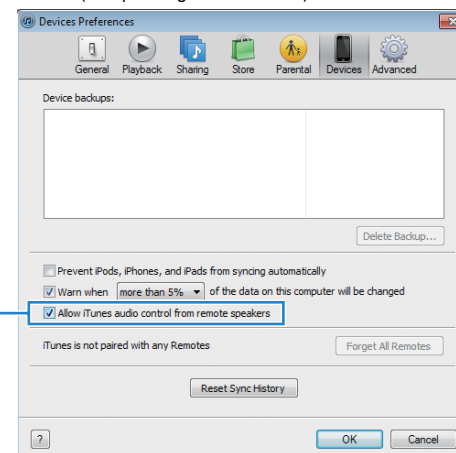 Devices Preferences
General Playback Sharing Store Parental Devices Advanced
Device backups:
Delete Backup...
Prevent iPods, iPhones, and iPads from syncing automatically
Warn when more than 5% of the data on this computer will be changed
Allow iTunes audio control from remote speakers
iTunes is not paired with any Remotes Forget All Remotes
Reset Sync History
? OK Cancel